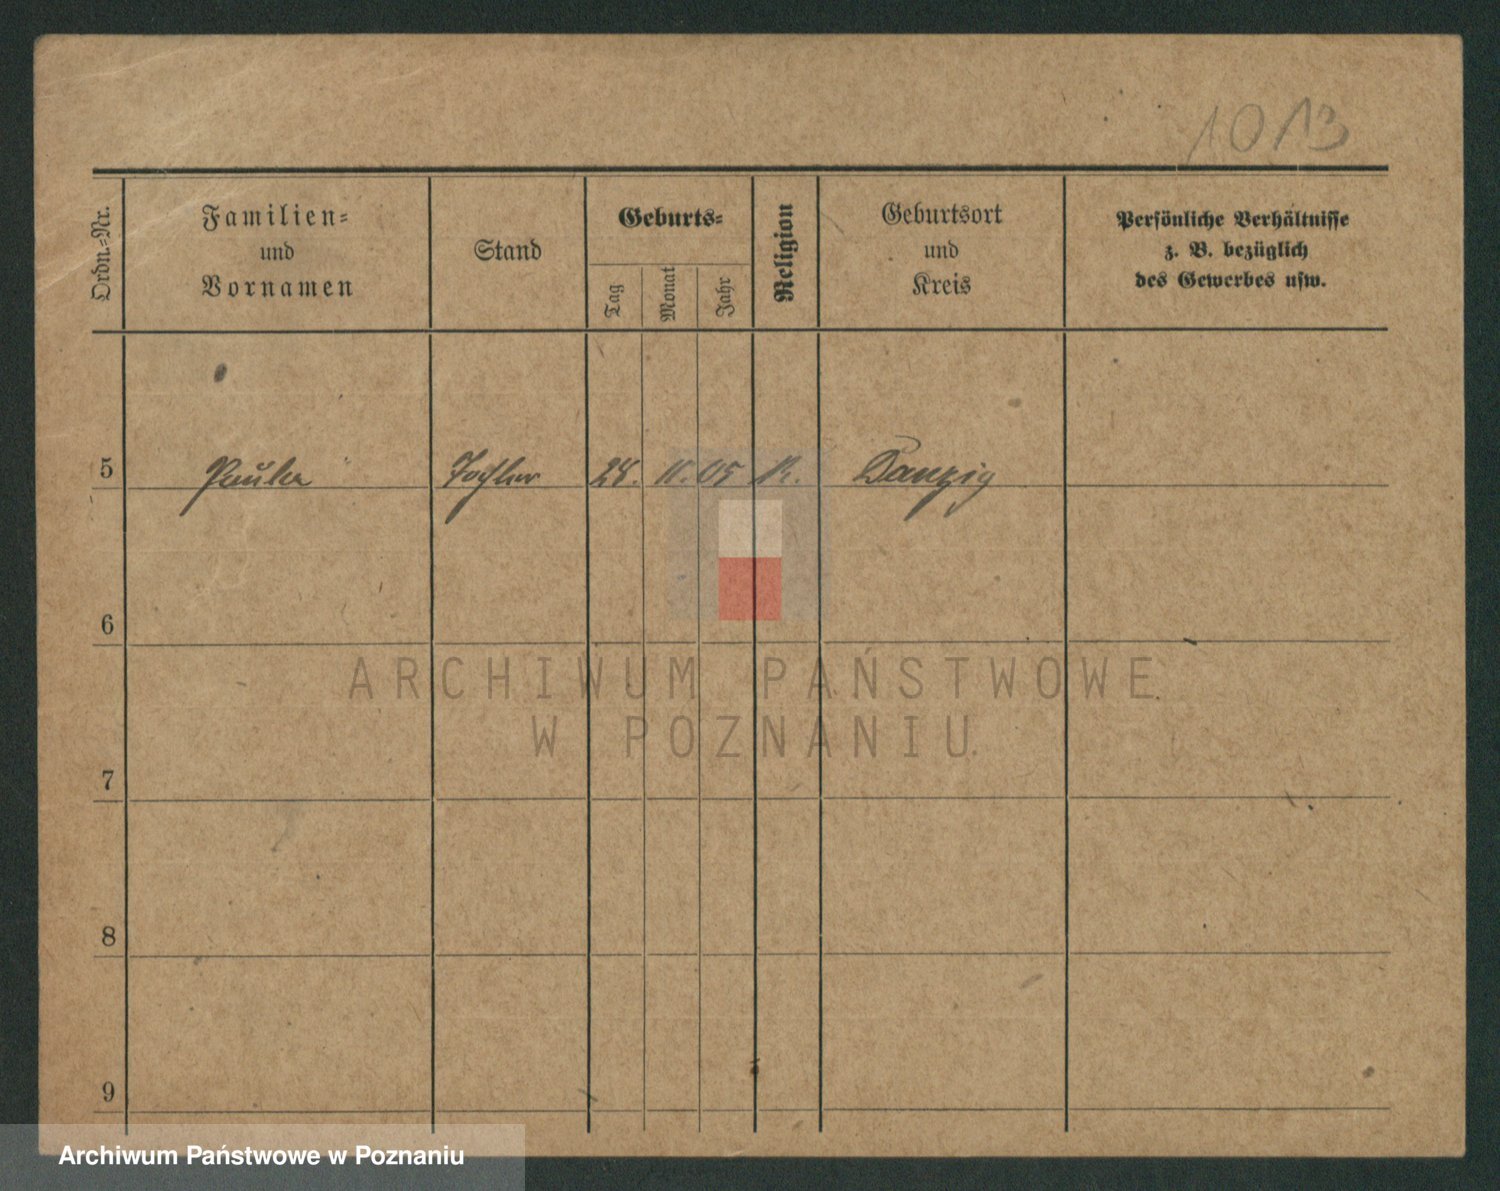 1013
Ordn.=Nr.
Familien=
und
Vornamen
Stand
Geburts=
Tag
Monat
Jahr
Religion
Geburtsort
und
Kreis
Persönliche Verhältnisse
z. B. bezüglich
des Gewerbes usw.
5 Paula Tochter 28. 11. 05 Danzig
6
ARCHIWUM PAŃSTWOWE
W POZNANIU
7
8
9
Archiwum Państwowe w Poznaniu